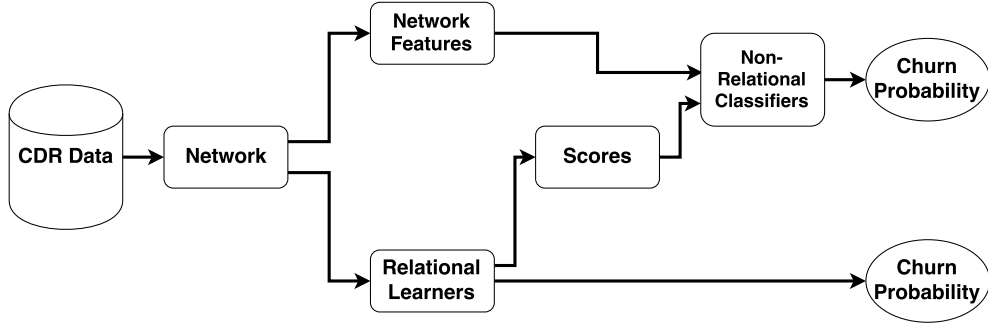 CDR Data
Network
Network
Features
Relational
Learners
Scores
Non-
Relational
Classifiers
Churn
Probability
Churn
Probability